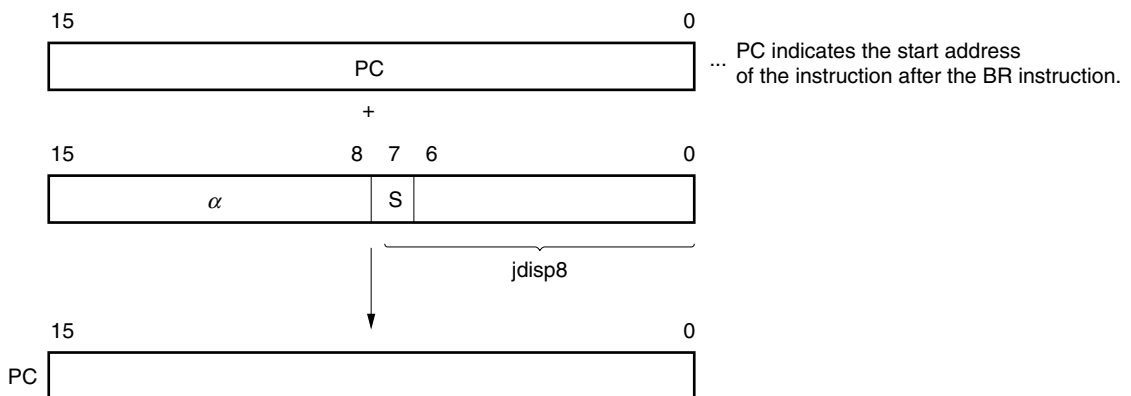 15 0
PC
... PC indicates the start address
of the instruction after the BR instruction.
+
15 8 7 6 0
α S
jdisp8
15 0
PC